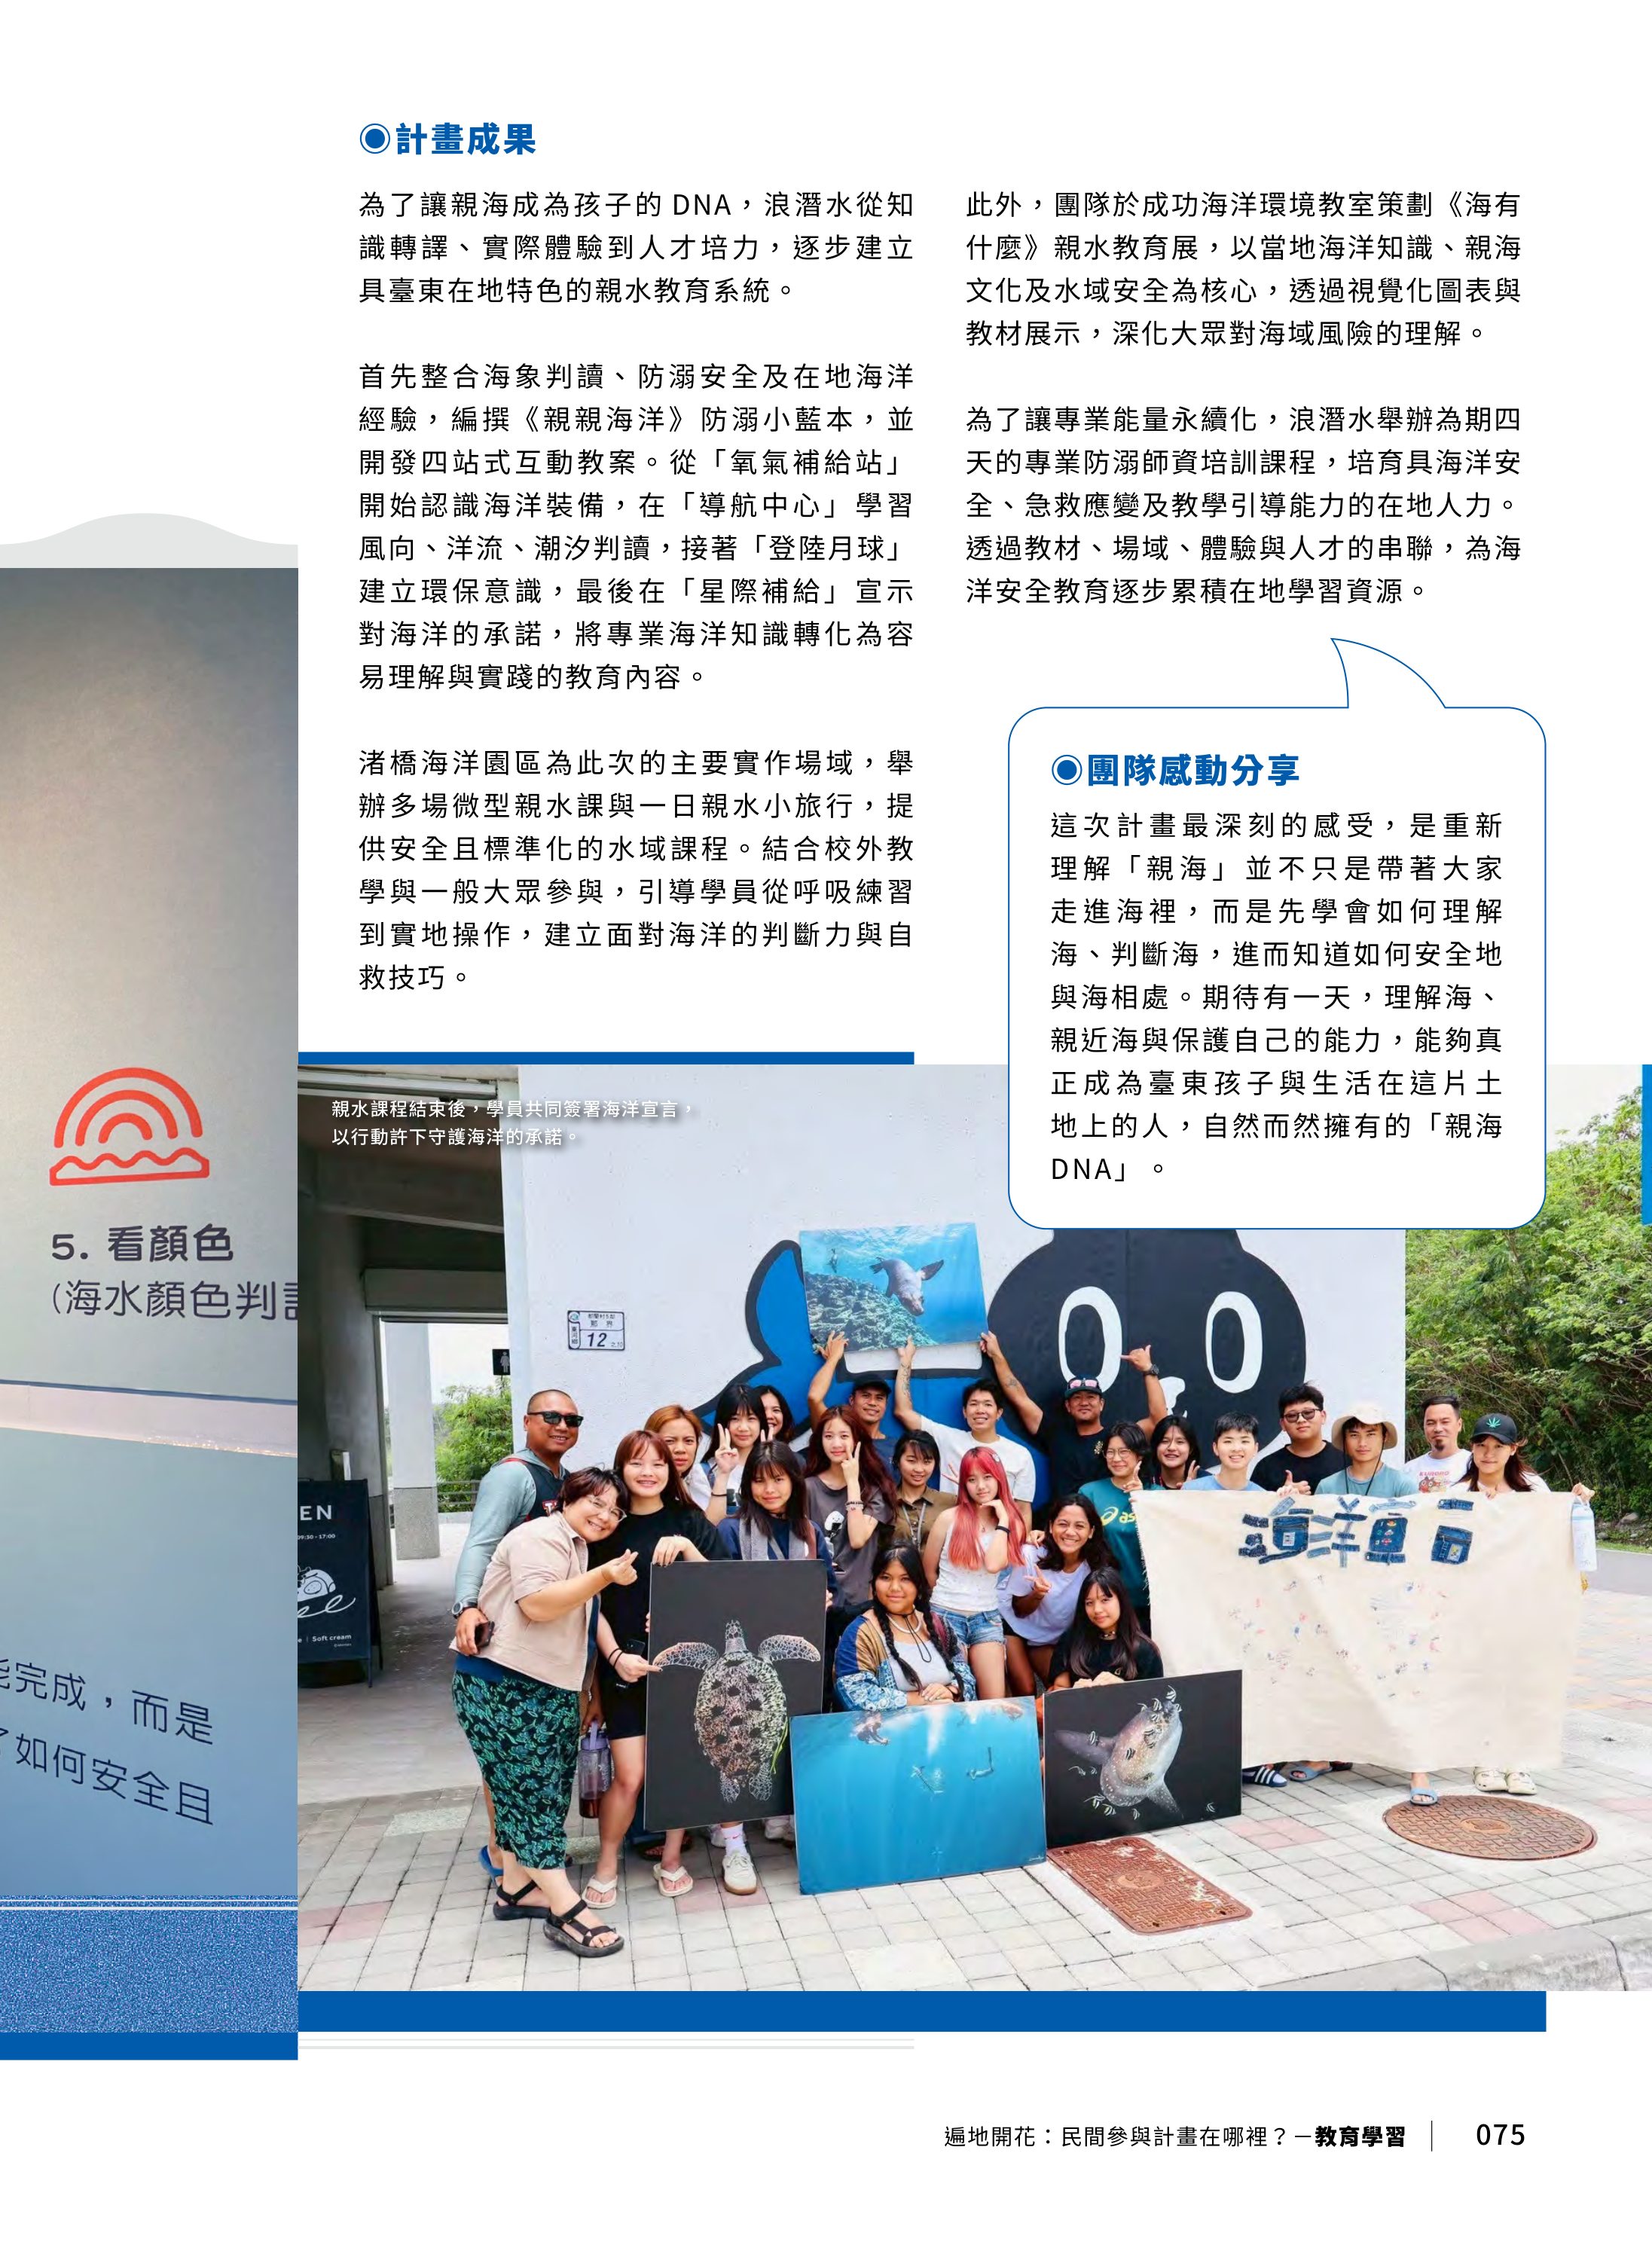 ◉計畫成果
為了讓親海成為孩子的 DNA，浪潛水從知
識轉譯、實際體驗到人才培力，逐步建立
具臺東在地特色的親水教育系統。
首先整合海象判讀、防溺安全及在地海洋
經驗，編撰《親親海洋》防溺小藍本，並
開發四站式互動教案。從「氧氣補給站」
開始認識海洋裝備，在「導航中心」學習
風向、洋流、潮汐判讀，接著「登陸月球」
建立環保意識，最後在「星際補給」宣示
對海洋的承諾，將專業海洋知識轉化為容
易理解與實踐的教育內容。
渚橋海洋園區為此次的主要實作場域，舉
辦多場微型親水課與一日親水小旅行，提
供安全且標準化的水域課程。結合校外教
學與一般大眾參與，引導學員從呼吸練習
到實地操作，建立面對海洋的判斷力與自
救技巧。
此外，團隊於成功海洋環境教室策劃《海有
什麼》親水教育展，以當地海洋知識、親海
文化及水域安全為核心，透過視覺化圖表與
教材展示，深化大眾對海域風險的理解。
為了讓專業能量永續化，浪潛水舉辦為期四
天的專業防溺師資培訓課程，培育具海洋安
全、急救應變及教學引導能力的在地人力。
透過教材、場域、體驗與人才的串聯，為海
洋安全教育逐步累積在地學習資源。
◉團隊感動分享
這次計畫最深刻的感受，是重新
理解「親海」並不只是帶著大家
走進海裡，而是先學會如何理解
海、判斷海，進而知道如何安全地
與海相處。期待有一天，理解海、
親近海與保護自己的能力，能夠真
正成為臺東孩子與生活在這片土
地上的人，自然而然擁有的「親海
DNA」。
5. 看顏色
(海水顏色判
完成，而是
如何安全且
親水課程結束後，學員共同簽署海洋宣言，
以行動許下守護海洋的承諾。
12
EN
09:30 - 17:00
Soft cream
as
海洋宣言
遍地開花：民間參與計畫在哪裡？－教育學習
075